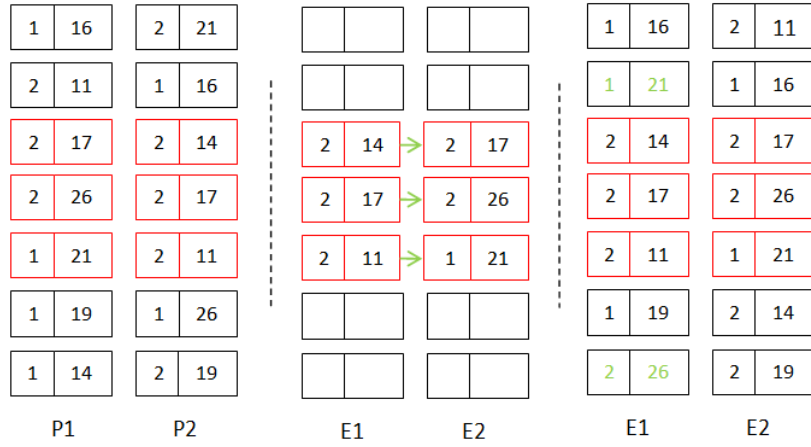 1 16 2 21 1 16 2 11
2 11 1 16 1 21 1 16
2 17 2 14 2 14 2 17 2 14 2 17
2 26 2 17 2 17 2 26 2 17 2 26
1 21 2 11 2 11 1 21 2 11 1 21
1 19 1 26 1 19 2 14
1 14 2 19 2 26 2 19
P1 P2 E1 E2 E1 E2